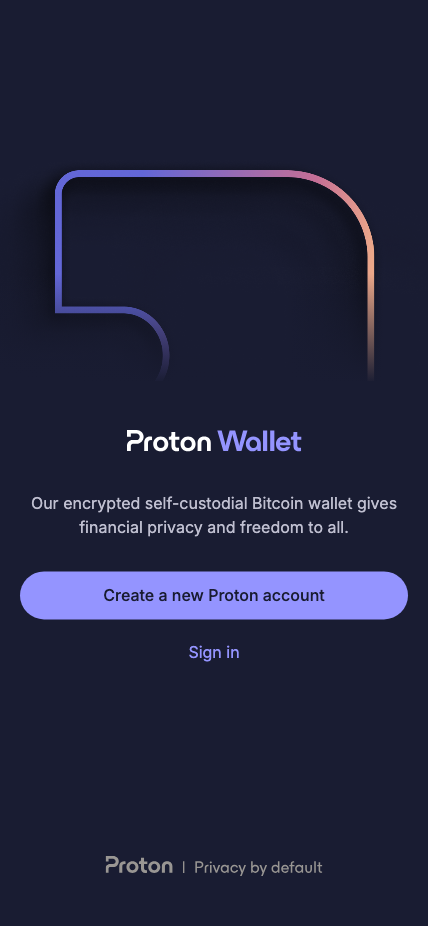 Proton Wallet
Our encrypted self-custodial Bitcoin wallet gives
financial privacy and freedom to all.
Create a new Proton account
Sign in
Proton | Privacy by default